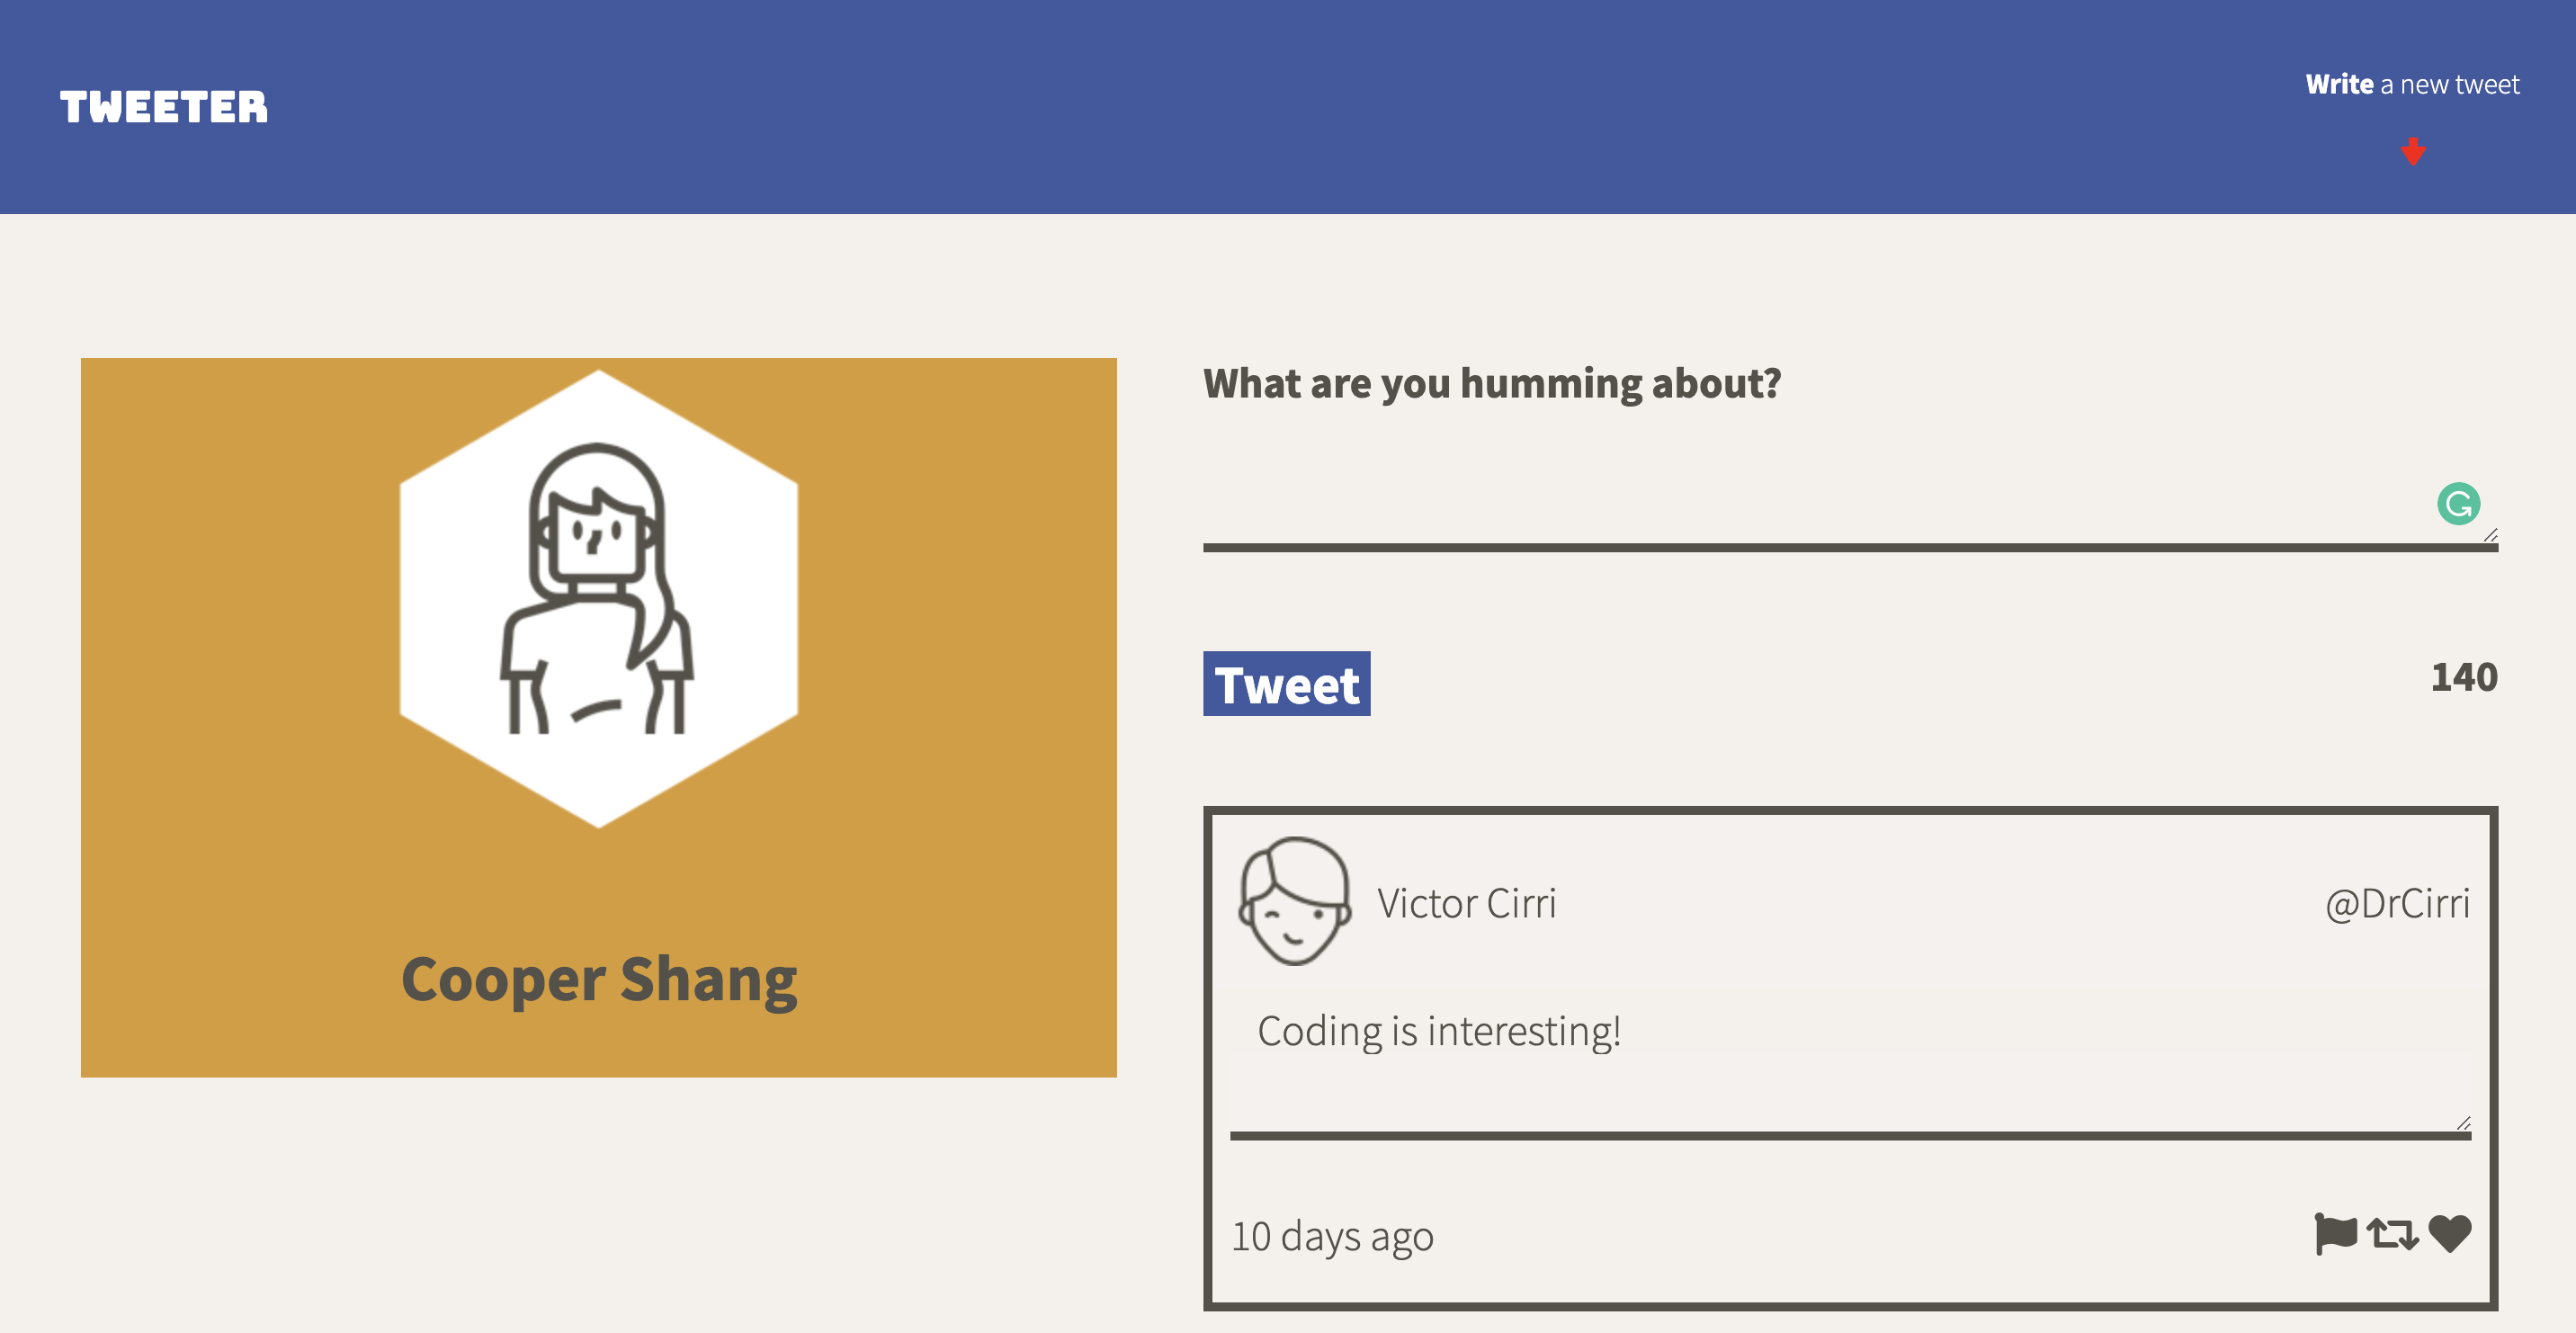 TWEETER
Write a new tweet
What are you humming about?
Tweet
140
Cooper Shang
Victor Cirri
@DrCirri
Coding is interesting!
10 days ago